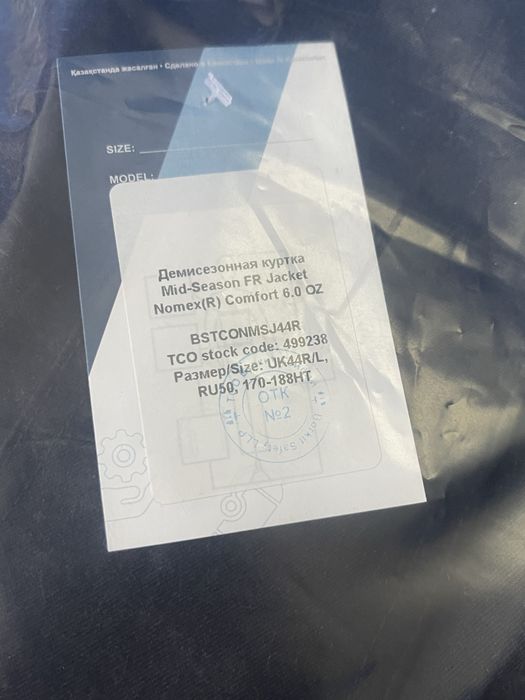 Қазақстанда жасалған • Сделано в Казахстане • Made in Kazakhstan
SIZE:
MODEL:
Демисезонная куртка
Mid-Season FR Jacket
Nomex(R) Comfort 6.0 OZ
BSTCONMSJ44R
TCO stock code: 499238
Размер/Size: UK44R/L,
RU50, 170-188HT
ОТК
№2